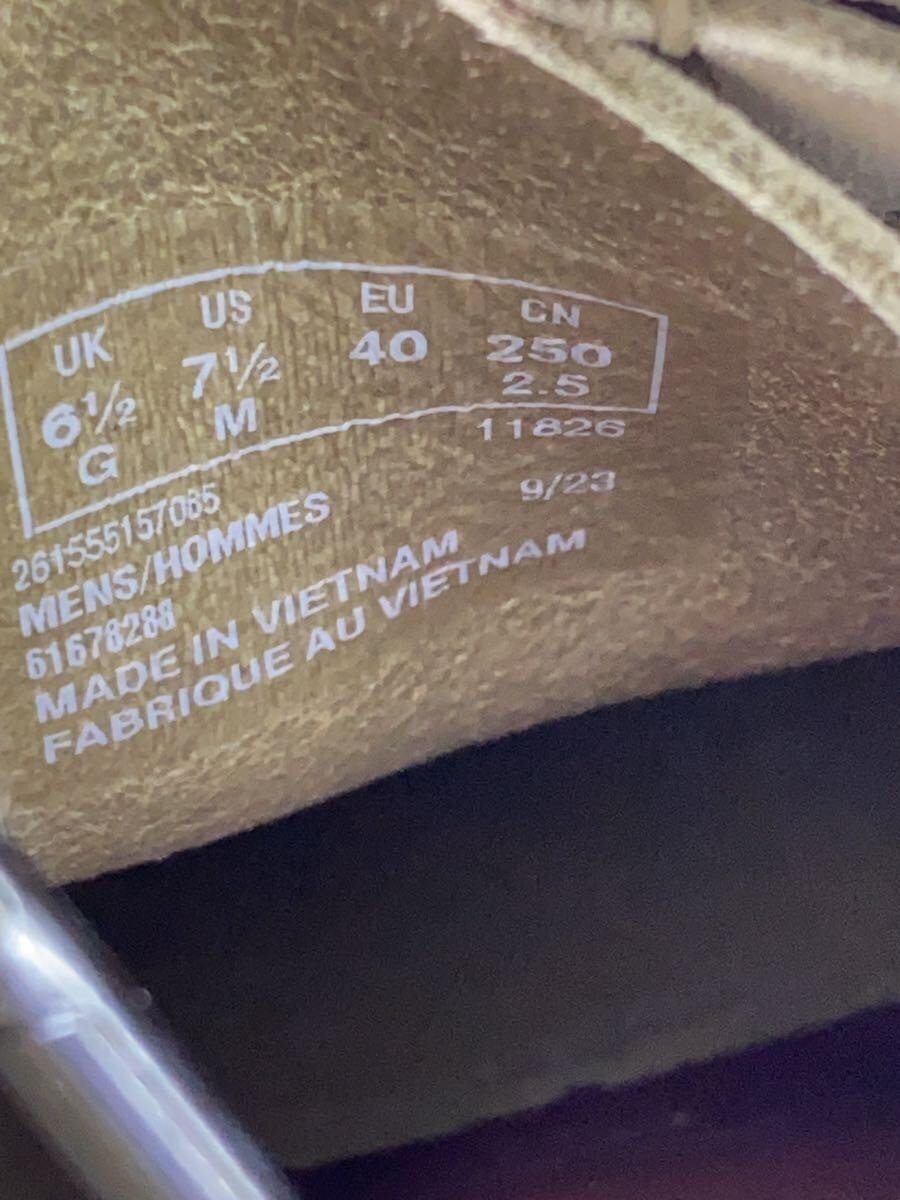 UK US EU CN
6½ 7½ 40 250
G M 2.5
11826
9/23
261555157085
MENS/HOMMES
61678288
MADE IN VIETNAM
FABRIQUE AU VIETNAM